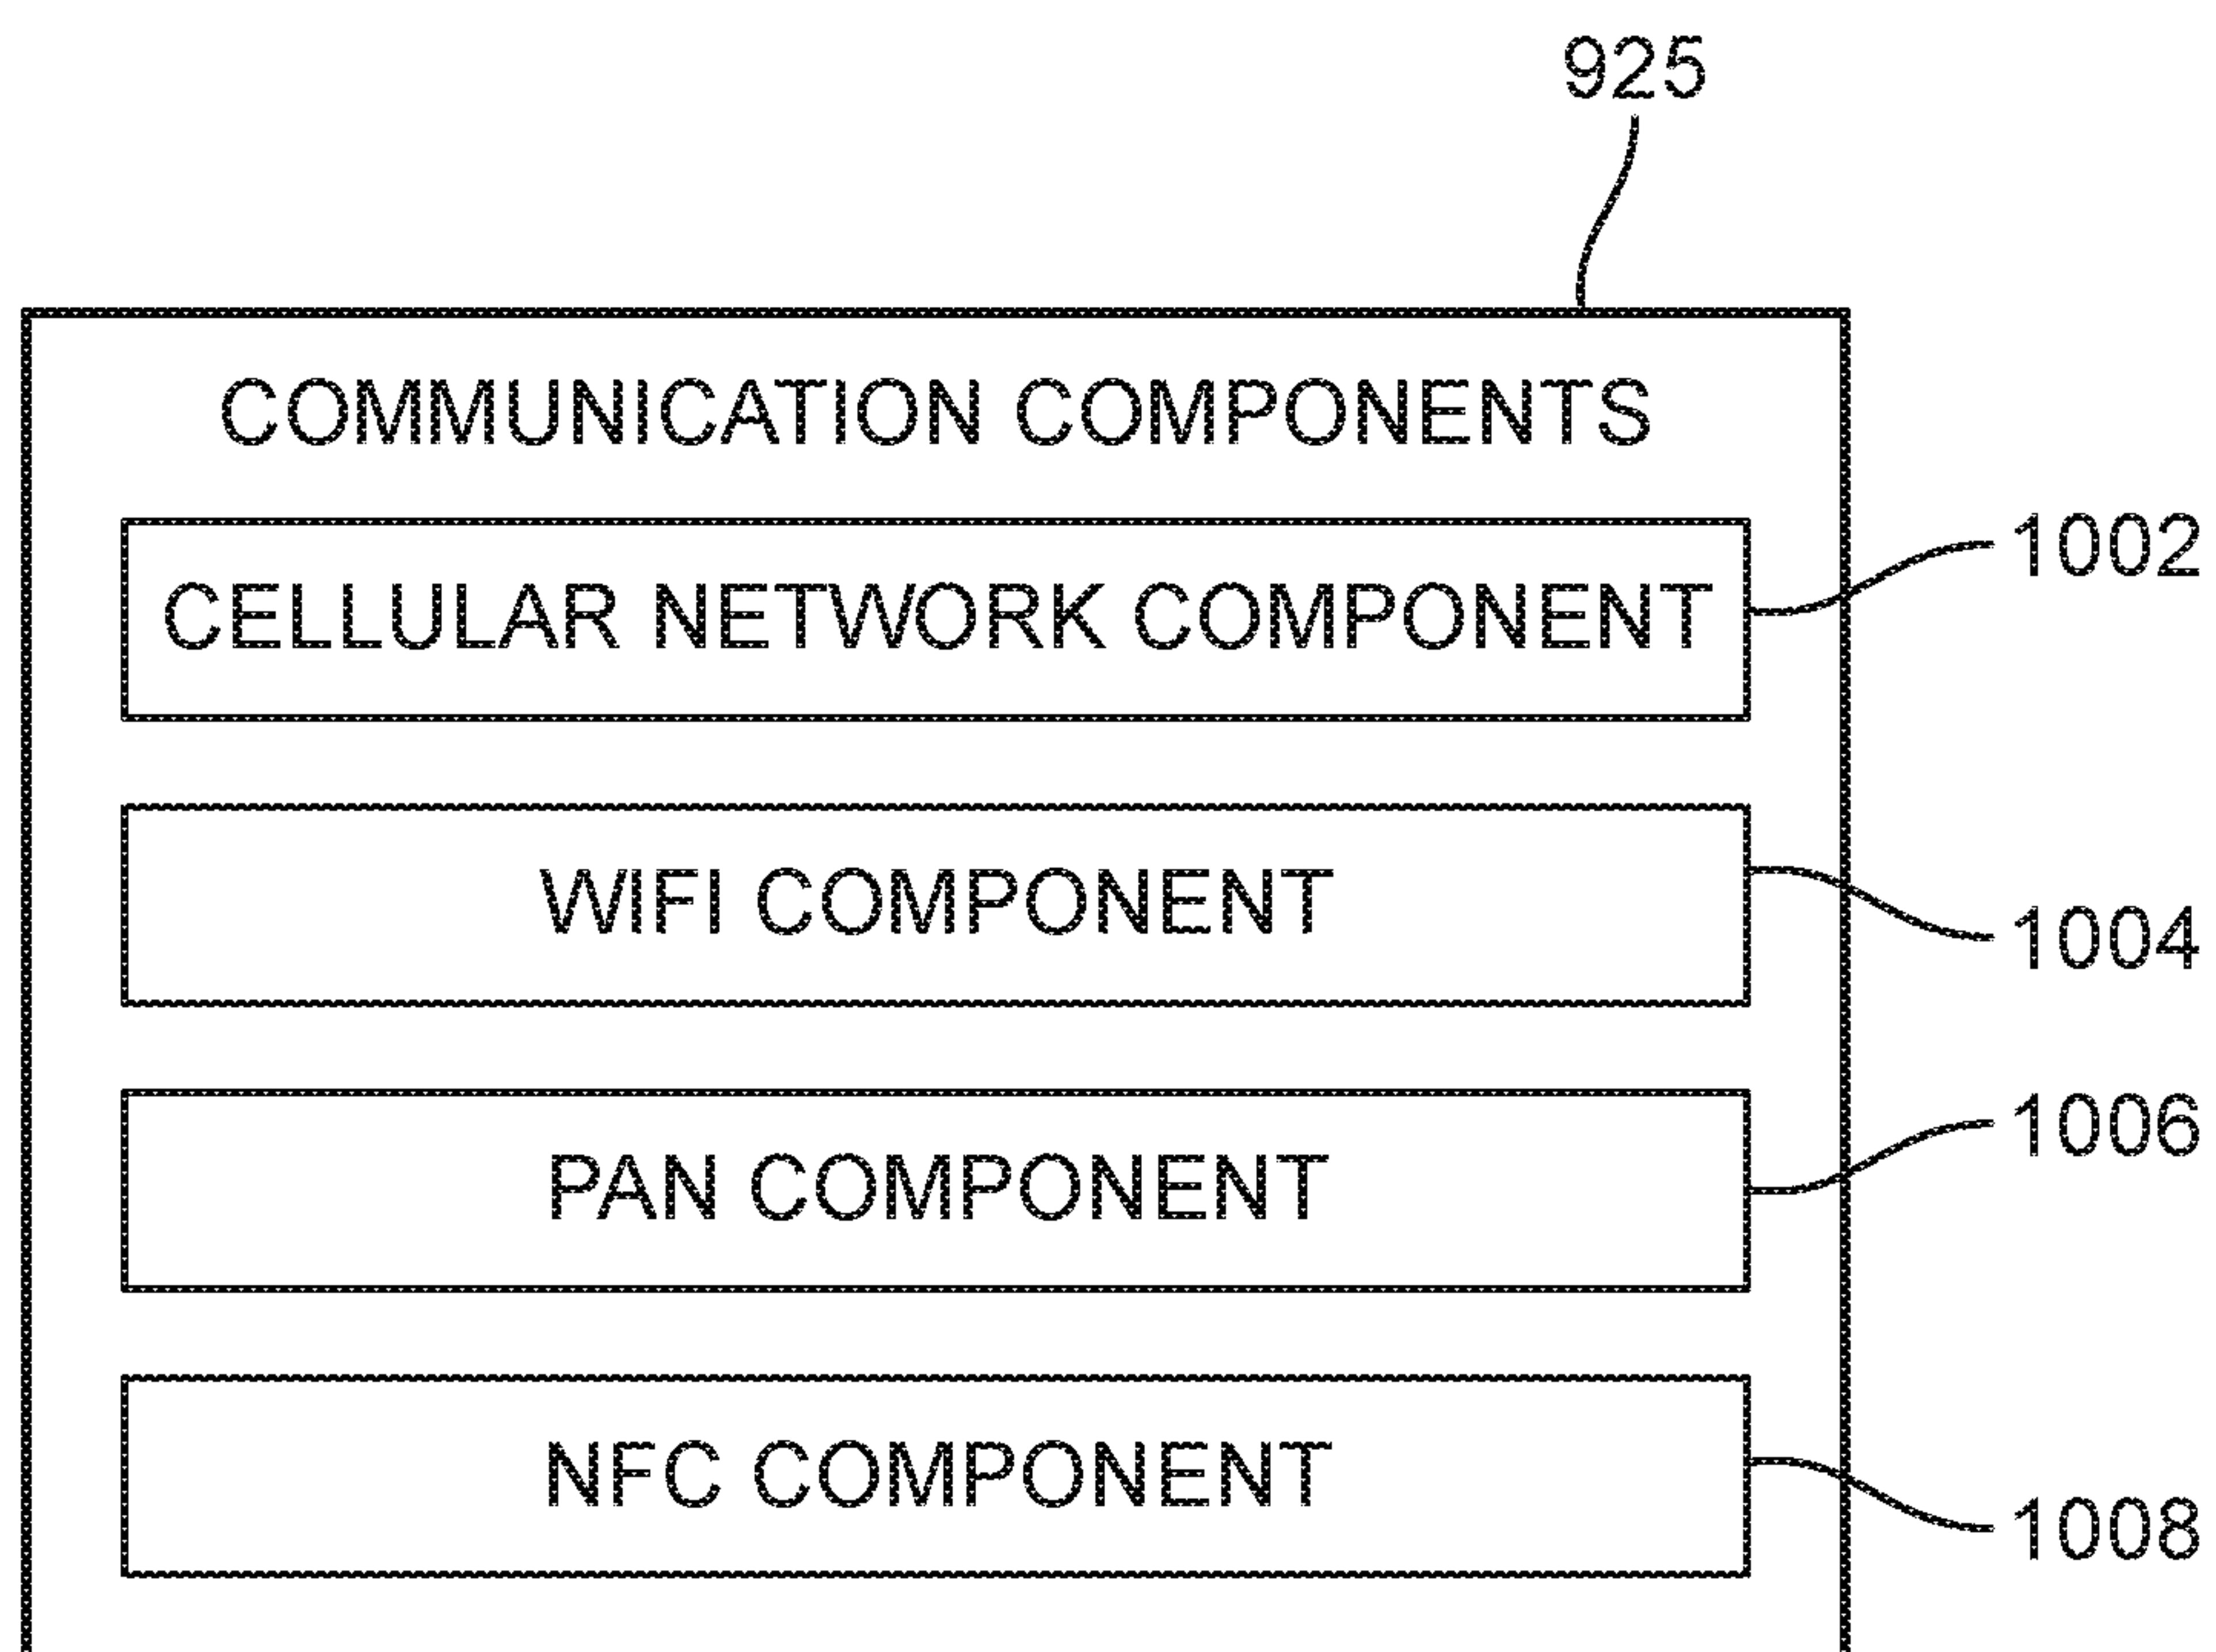 925
COMMUNICATION COMPONENTS
CELLULAR NETWORK COMPONENT
1002
WIFI COMPONENT
1004
PAN COMPONENT
1006
NFC COMPONENT
1008